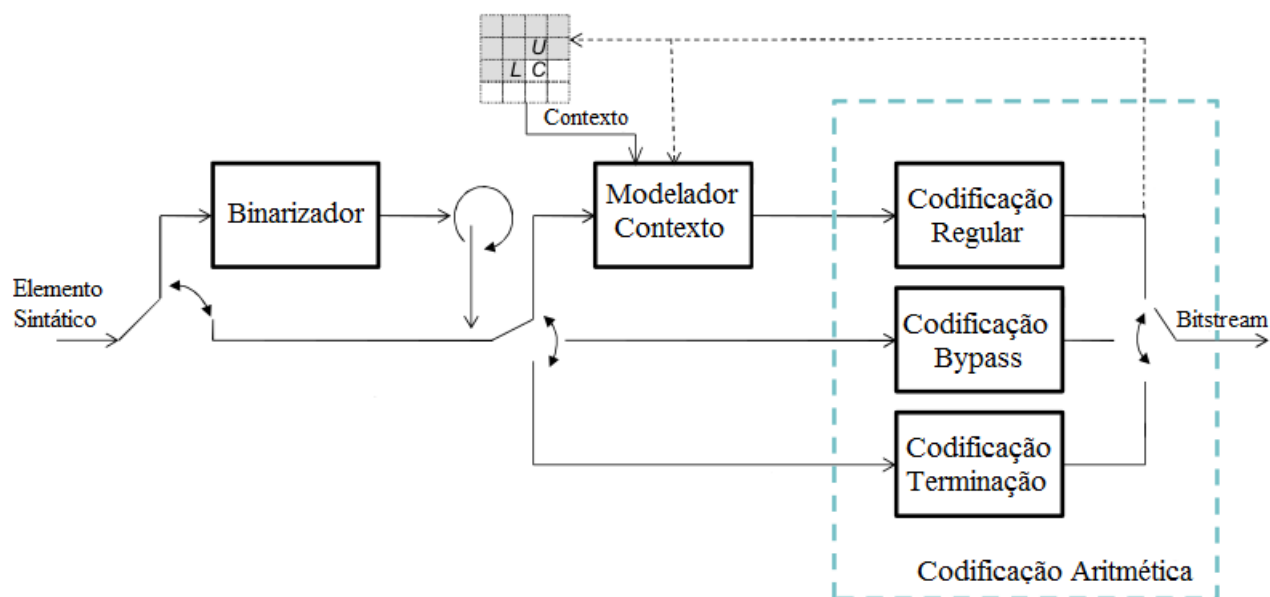 U
L C
Contexto
Binarizador
Modelador
Contexto
Codificação
Regular
Elemento
Sintático
Codificação
Bypass
Bitstream
Codificação
Terminação
Codificação Aritmética